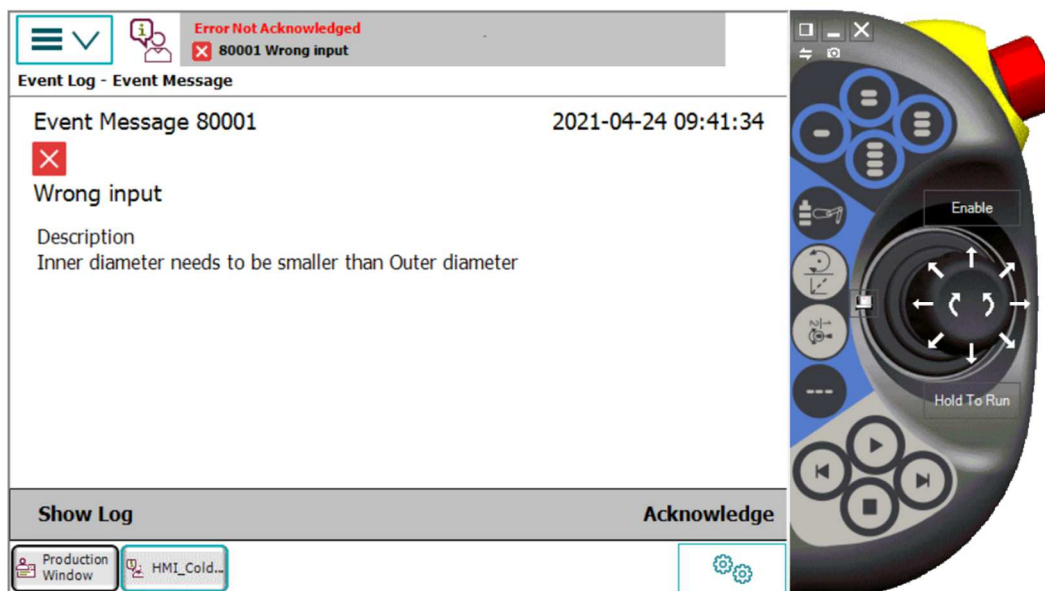 Error Not Acknowledged
80001 Wrong input
Event Log - Event Message
Event Message 80001
2021-04-24 09:41:34
Wrong input
Description
Inner diameter needs to be smaller than Outer diameter
Enable
Hold To Run
Show Log
Acknowledge
Production
Window
HMI_Cold...